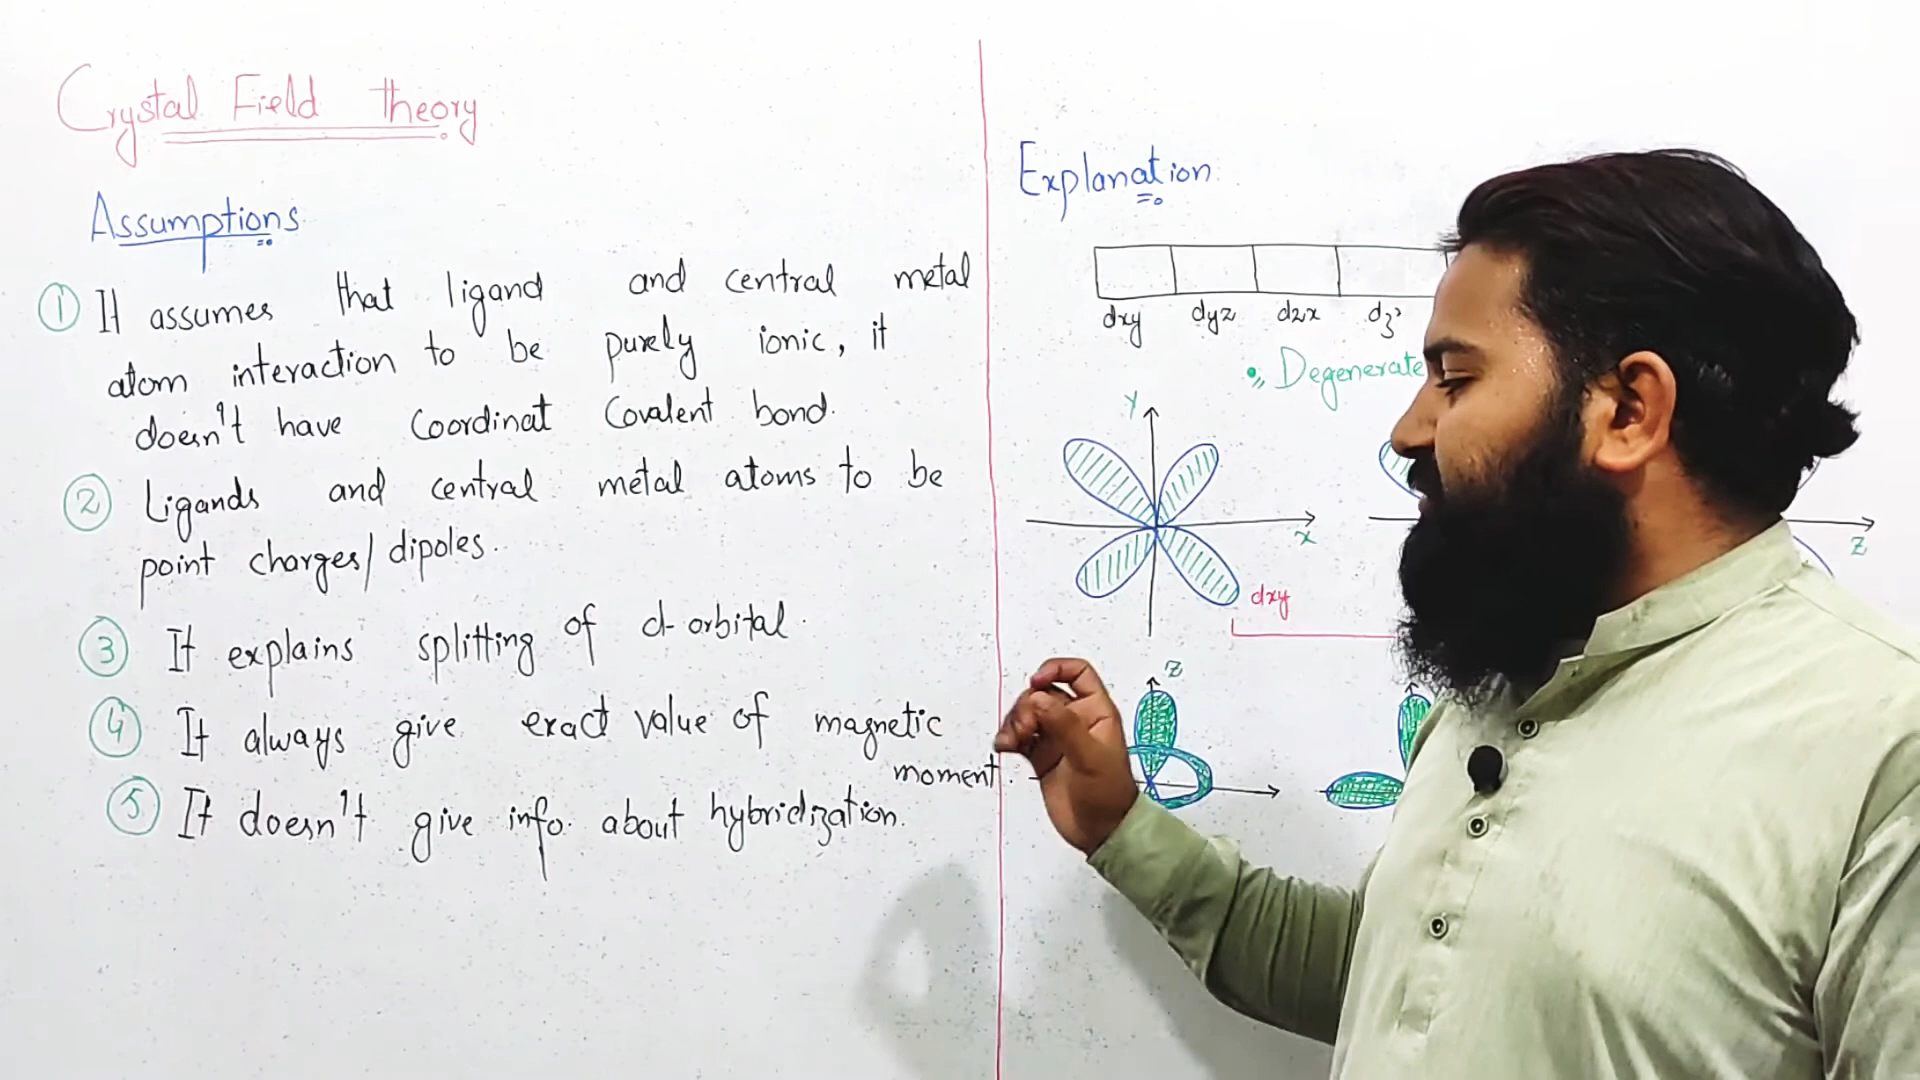 Crystal Field theory
Assumptions
① It assumes that ligand and central metal
atom interaction to be purely ionic, it
doesn't have Coordinat Covalent bond.
② Ligands and central metal atoms to be
point charges/dipoles.
③ It explains splitting of d-orbital.
④ It always give exact value of magnetic
moment.
⑤ It doesn't give info. about hybridization.
Explanation
dxy dyz dzx dz²
Degenerate
Y
x
Z
dxy
Z